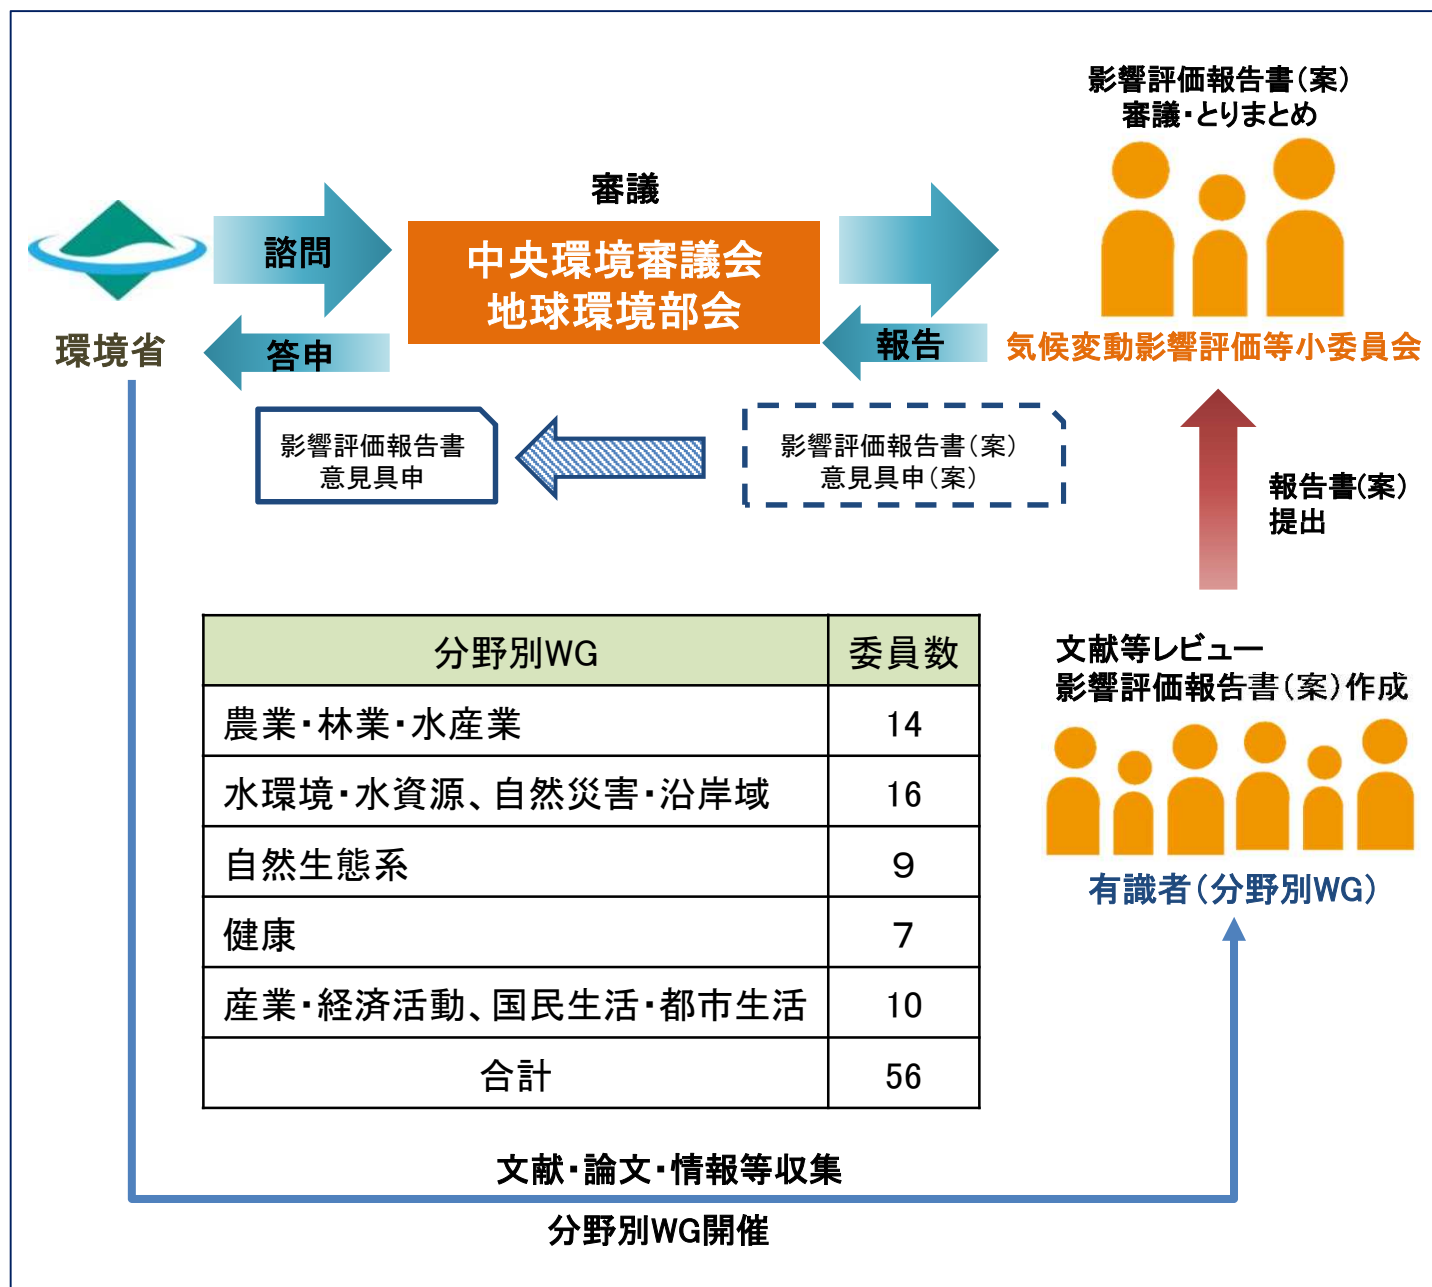 影響評価報告書（案）
審議・とりまとめ
審議
諮問
中央環境審議会
地球環境部会
環境省
答申
報告
気候変動影響評価等小委員会
影響評価報告書
意見具申
影響評価報告書（案）
意見具申（案）
報告書(案）
提出
分野別WG 委員数
農業・林業・水産業 14
水環境・水資源、自然災害・沿岸域 16
自然生態系 ９
健康 ７
産業・経済活動、国民生活・都市生活 10
合計 56
文献等レビュー
影響評価報告書（案）作成
有識者（分野別WG）
文献・論文・情報等収集
分野別WG開催